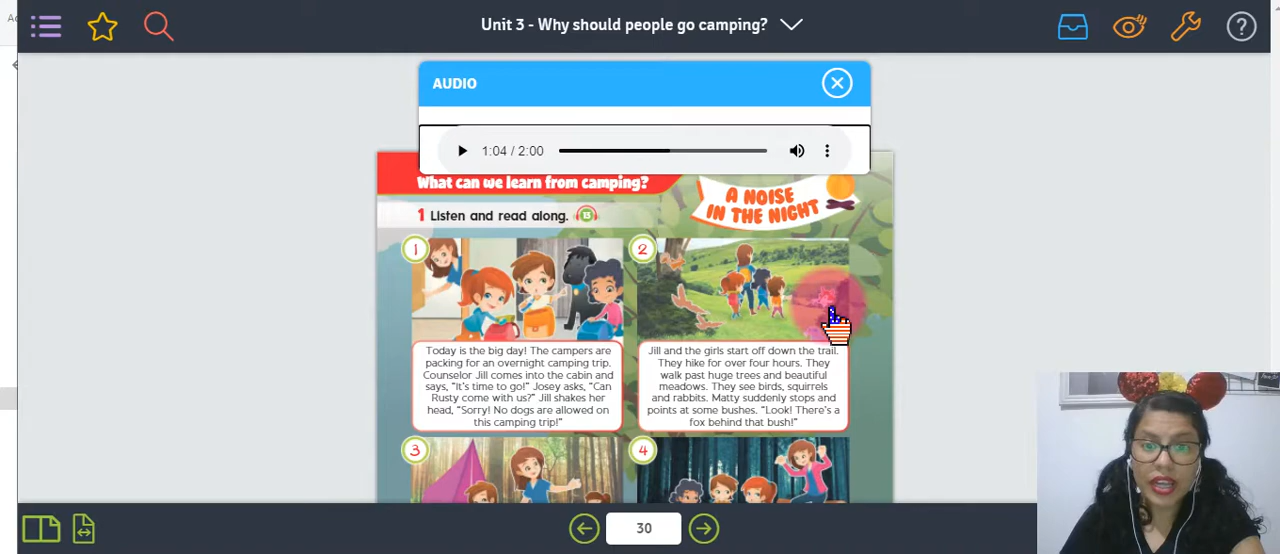 Unit 3 - Why should people go camping?
AUDIO
1:04 / 2:00
What can we learn from camping?
A NOISE
IN THE NIGHT
1 Listen and read along.
15
1
2
Today is the big day! The campers are
packing for an overnight camping trip.
Counselor Jill comes into the cabin and
says, "It's time to go!" Josey asks, "Can
Rusty come with us?" Jill shakes her
head, "Sorry! No dogs are allowed on
this camping trip!"
Jill and the girls start off down the trail.
They hike for over four hours. They
walk past huge trees and beautiful
meadows. They see birds, squirrels
and rabbits. Matty suddenly stops and
points at some bushes. "Look! There's a
fox behind that bush!"
3
4
30